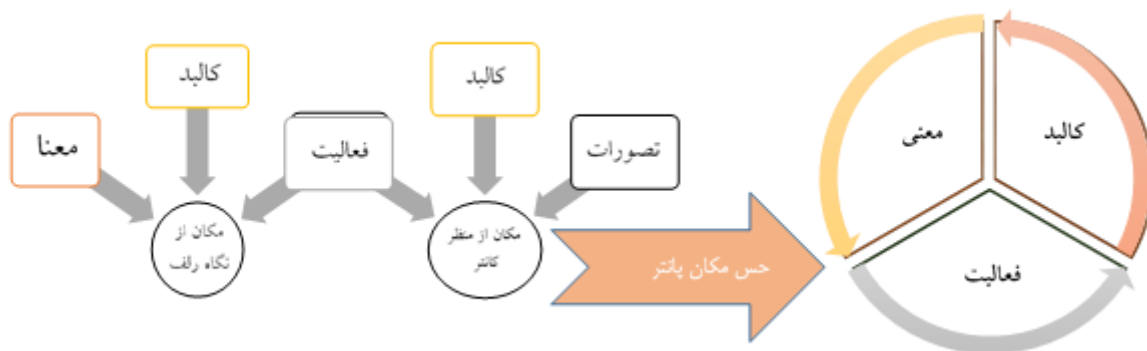 کالبد
کالبد
معنا
فعالیت
تصورات
مکان از
نگاه رلف
مکان از منظر
کانتر
حس مکان پانتر
معنی
کالبد
فعالیت